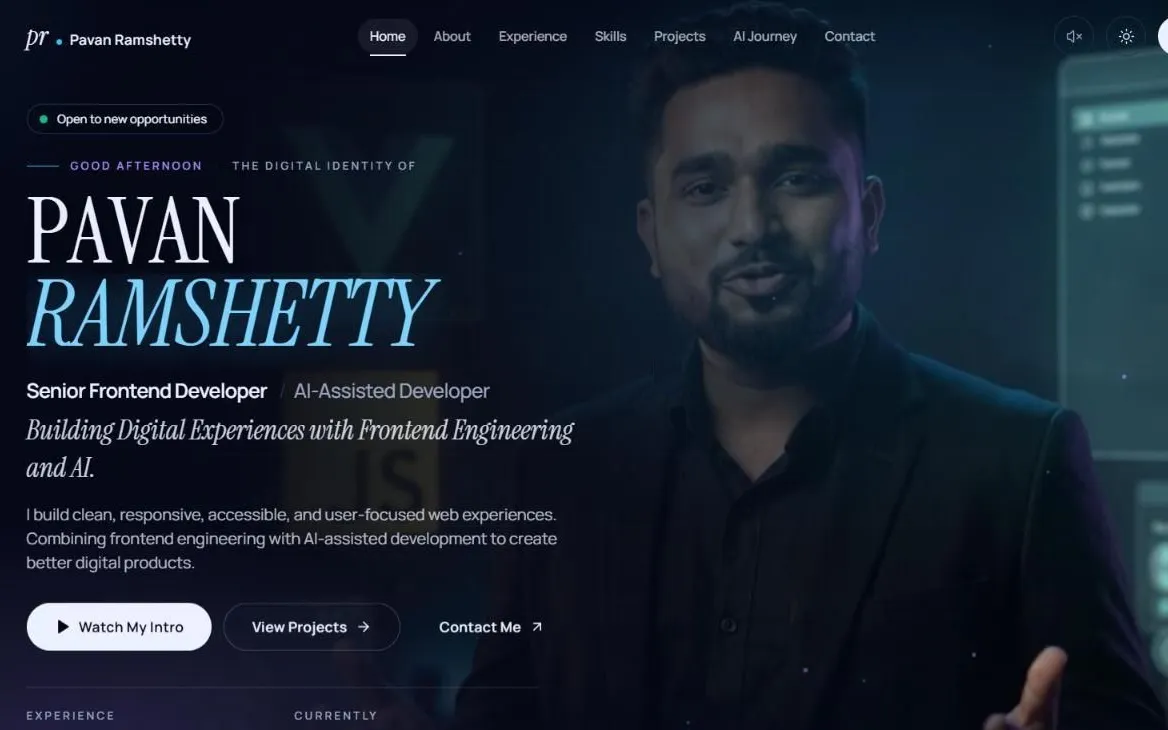 pr Pavan Ramshetty
Home About Experience Skills Projects AI Journey Contact
Open to new opportunities
GOOD AFTERNOON THE DIGITAL IDENTITY OF
PAVAN
RAMSHETTY
Senior Frontend Developer / AI-Assisted Developer
Building Digital Experiences with Frontend Engineering
and AI.
JS
I build clean, responsive, accessible, and user-focused web experiences.
Combining frontend engineering with AI-assisted development to create
better digital products.
Watch My Intro View Projects → Contact Me ↗
EXPERIENCE CURRENTLY